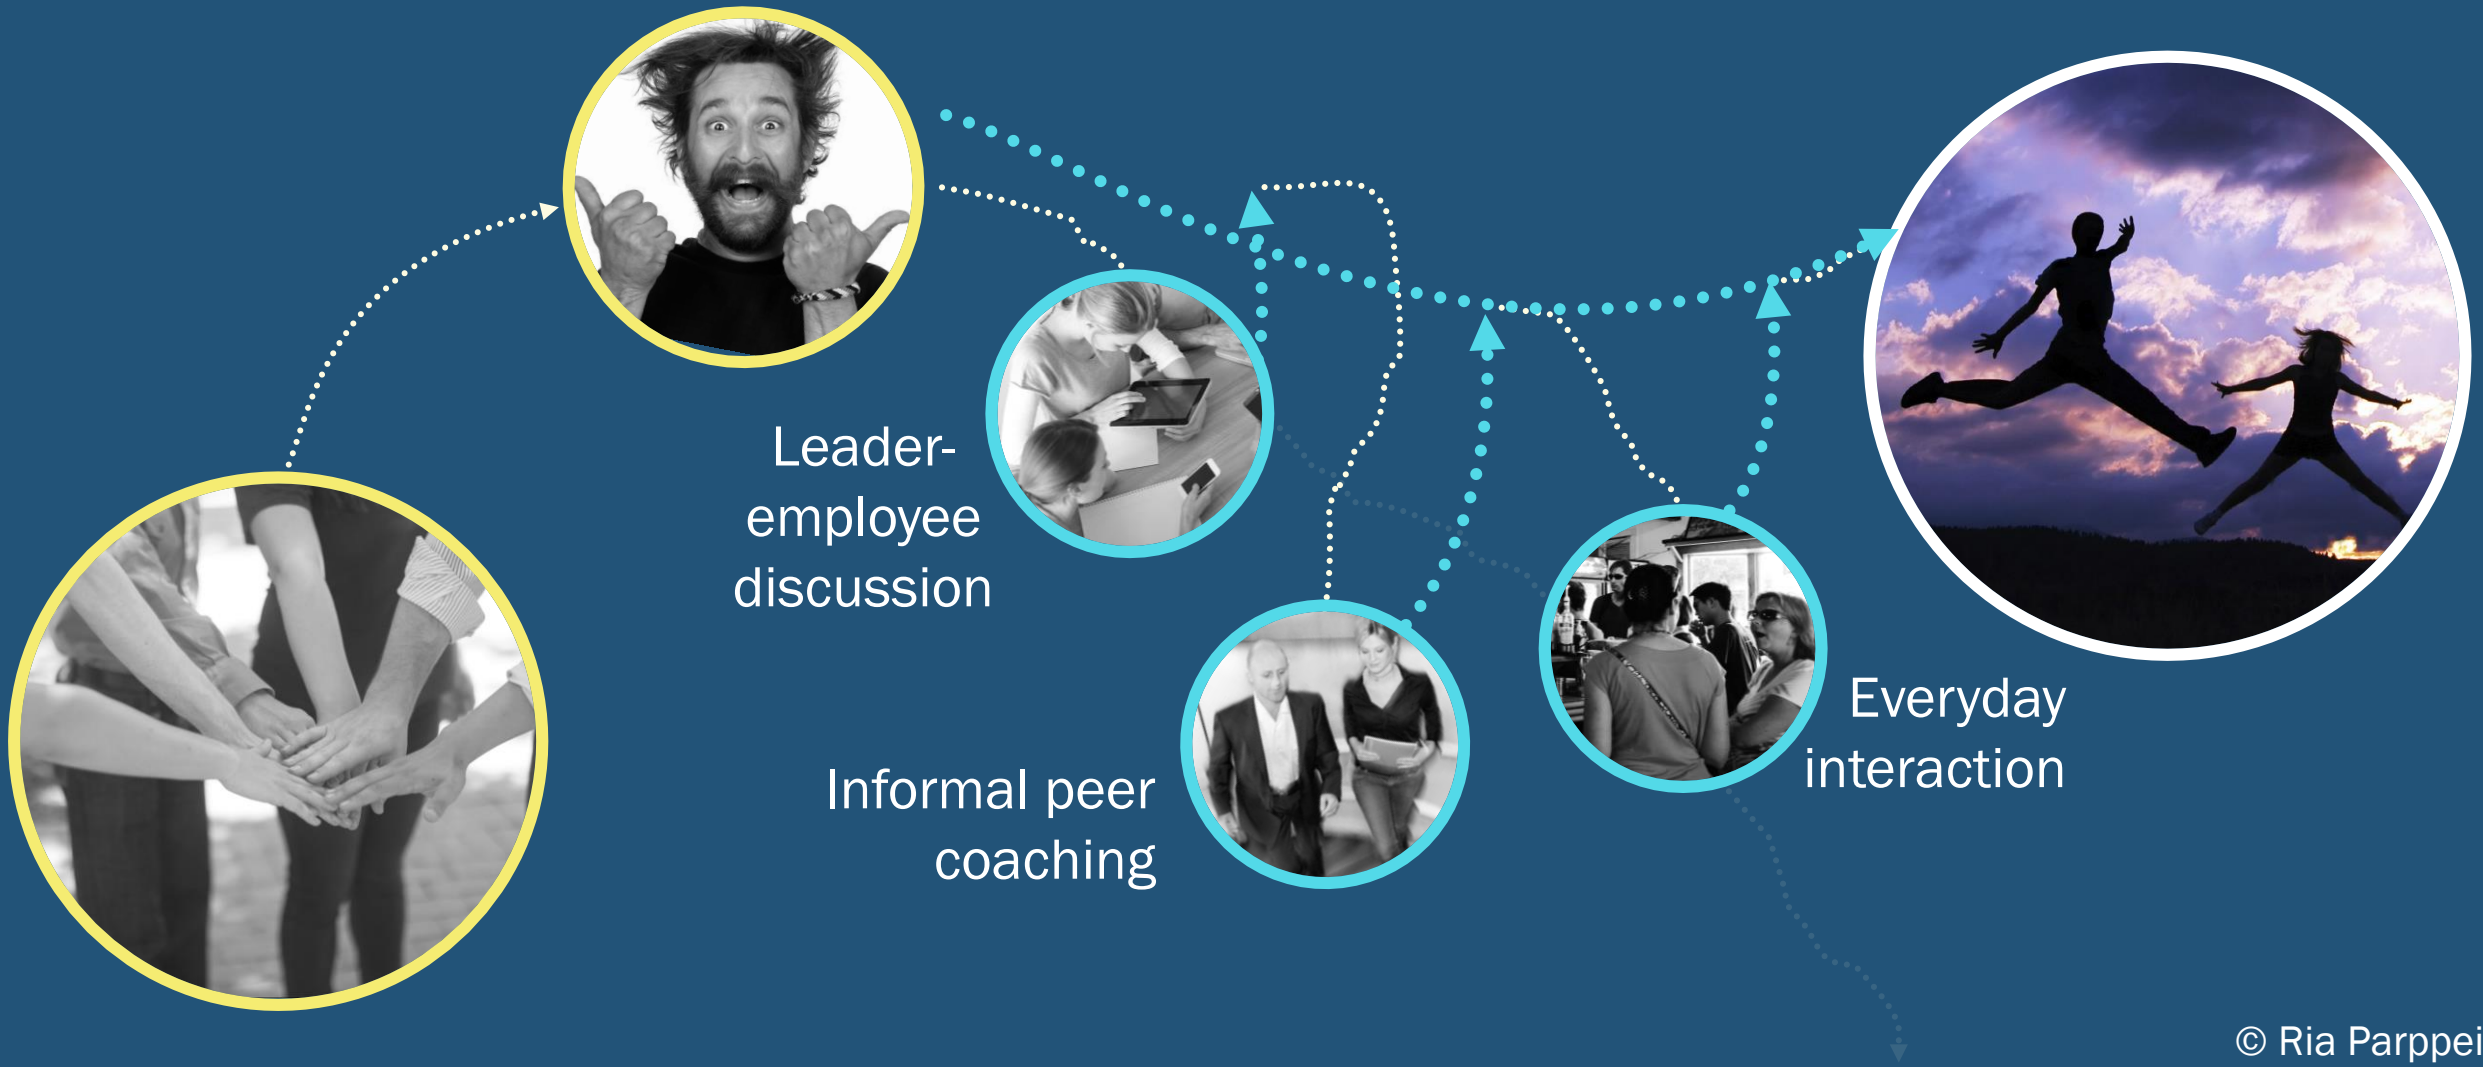 Leader-
employee
discussion
Informal peer
coaching
Everyday
interaction
© Ria Parppei